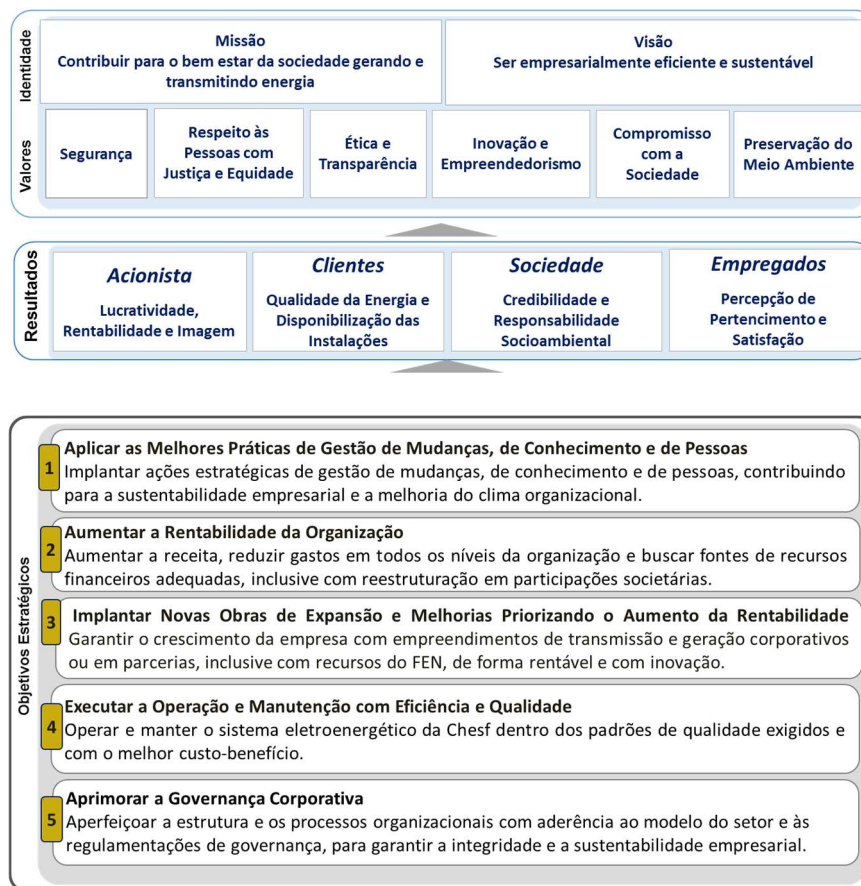 Identidade
Missão
Contribuir para o bem estar da sociedade gerando e
transmitindo energia
Visão
Ser empresarialmente eficiente e sustentável
Valores
Segurança
Respeito às
Pessoas com
Justiça e Equidade
Ética e
Transparência
Inovação e
Empreendedorismo
Compromisso
com a
Sociedade
Preservação do
Meio Ambiente
Resultados
Acionista
Lucratividade,
Rentabilidade e Imagem
Clientes
Qualidade da Energia e
Disponibilização das
Instalações
Sociedade
Credibilidade e
Responsabilidade
Socioambiental
Empregados
Percepção de
Pertencimento e
Satisfação
Objetivos Estratégicos
1
Aplicar as Melhores Práticas de Gestão de Mudanças, de Conhecimento e de Pessoas
Implantar ações estratégicas de gestão de mudanças, de conhecimento e de pessoas, contribuindo
para a sustentabilidade empresarial e a melhoria do clima organizacional.
2
Aumentar a Rentabilidade da Organização
Aumentar a receita, reduzir gastos em todos os níveis da organização e buscar fontes de recursos
financeiros adequadas, inclusive com reestruturação em participações societárias.
3
Implantar Novas Obras de Expansão e Melhorias Priorizando o Aumento da Rentabilidade
Garantir o crescimento da empresa com empreendimentos de transmissão e geração corporativos
ou em parcerias, inclusive com recursos do FEN, de forma rentável e com inovação.
4
Executar a Operação e Manutenção com Eficiência e Qualidade
Operar e manter o sistema eletroenergético da Chesf dentro dos padrões de qualidade exigidos e
com o melhor custo-benefício.
5
Aprimorar a Governança Corporativa
Aperfeiçoar a estrutura e os processos organizacionais com aderência ao modelo do setor e às
regulamentações de governança, para garantir a integridade e a sustentabilidade empresarial.